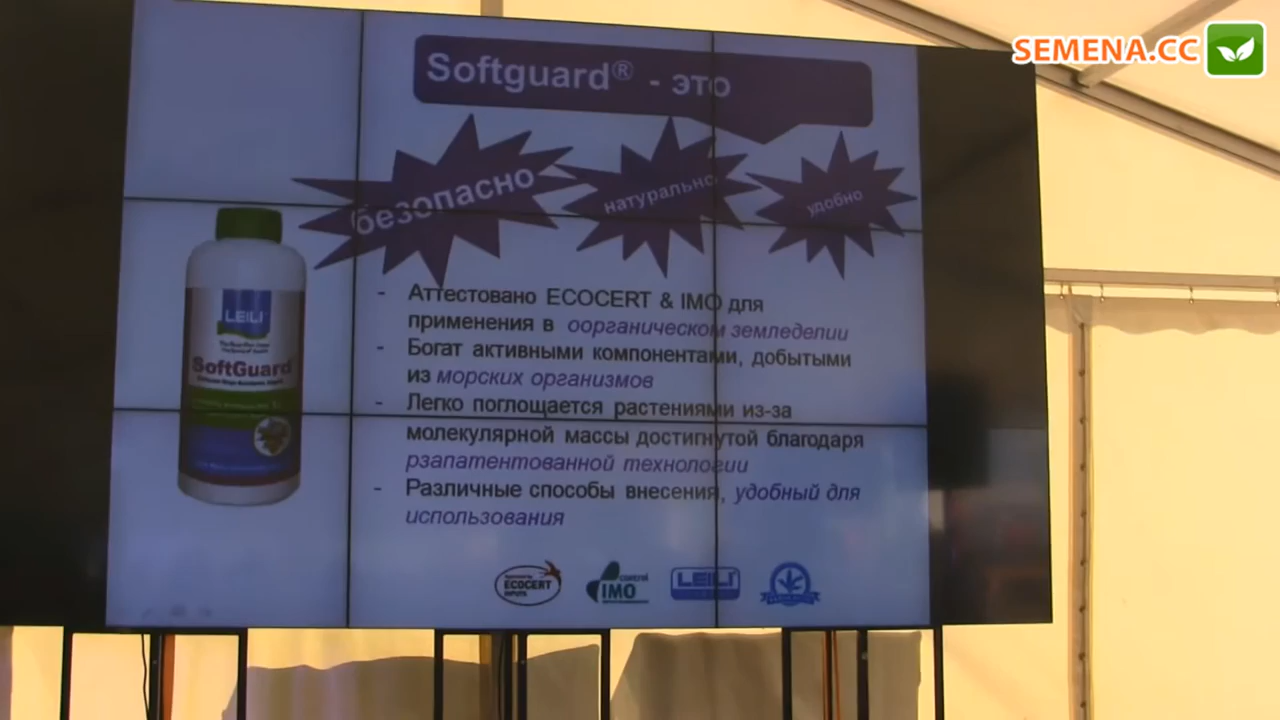 SEMENA.CC
Softguard® - это
безопасно
натурально
удобно
- Аттестовано ECOCERT & IMO для
применения в оорганическом земледелии
- Богат активными компонентами, добытыми
из морских организмов
- Легко поглощается растениями из-за
молекулярной массы достигнутой благодаря
рзапатентованной технологии
- Различные способы внесения, удобный для
использования
LEILI
SoftGuard
ECOCERT
INPUTS
control
IMO
LEILI